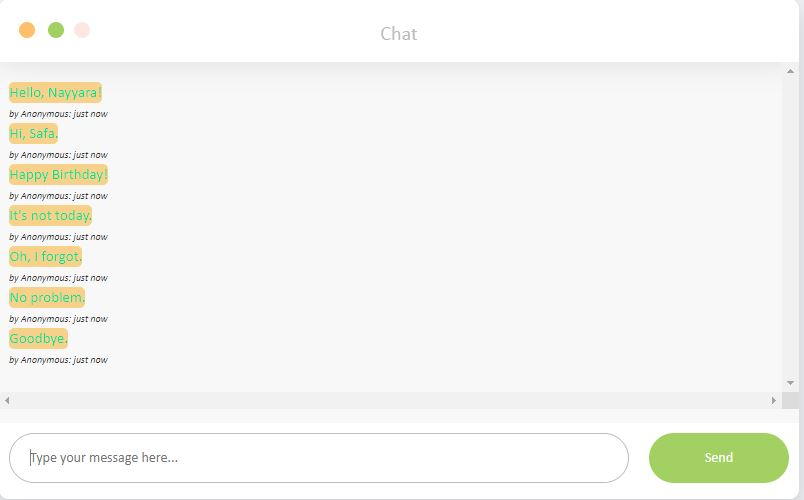 Chat
Hello, Nayyara!
by Anonymous: just now
Hi, Safa.
by Anonymous: just now
Happy Birthday!
by Anonymous: just now
It's not today.
by Anonymous: just now
Oh, I forgot.
by Anonymous: just now
No problem.
by Anonymous: just now
Goodbye.
by Anonymous: just now
Type your message here... Send